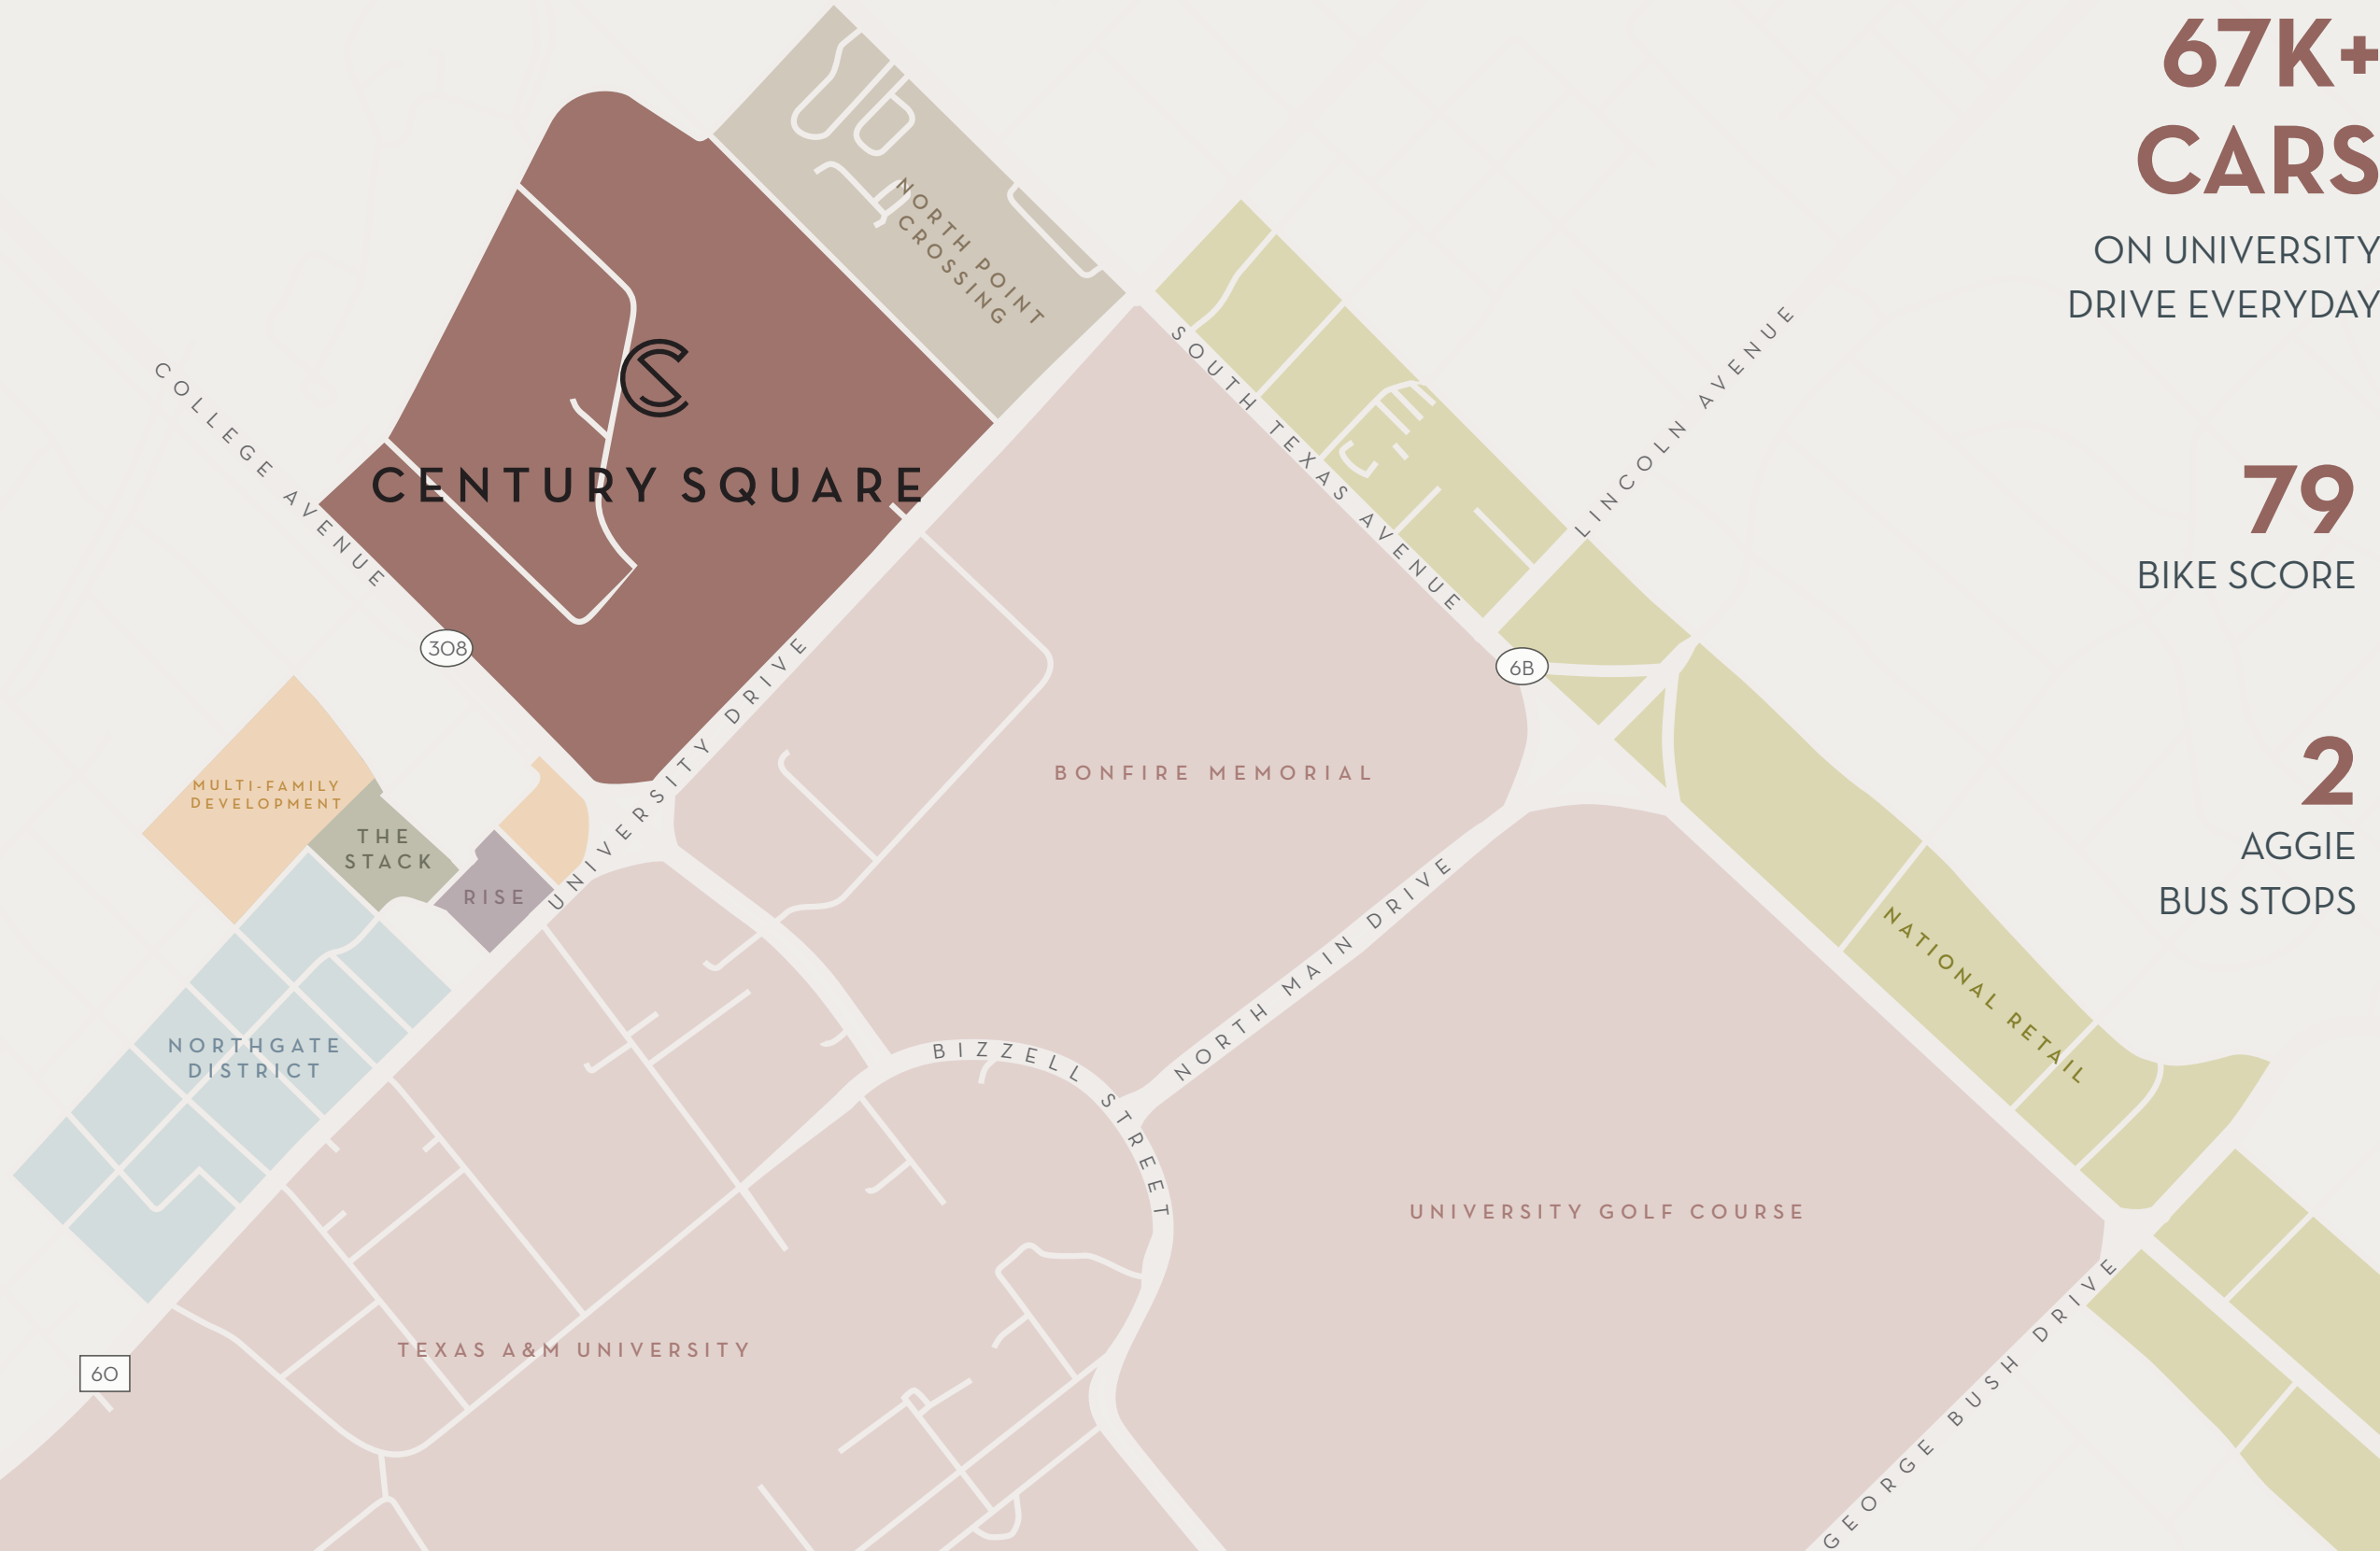 67K+
CARS
ON UNIVERSITY
DRIVE EVERYDAY
79
BIKE SCORE
2
AGGIE
BUS STOPS
NORTH POINT
CROSSING
CENTURY SQUARE
COLLEGE AVENUE
308
SOUTH TEXAS AVENUE
LINCOLN AVENUE
6B
UNIVERSITY DRIVE
MULTI-FAMILY
DEVELOPMENT
THE
STACK
RISE
BONFIRE MEMORIAL
NORTHGATE
DISTRICT
BIZZELL STREET
NORTH MAIN DRIVE
NATIONAL RETAIL
UNIVERSITY GOLF COURSE
TEXAS A&M UNIVERSITY
60
GEORGE BUSH DRIVE